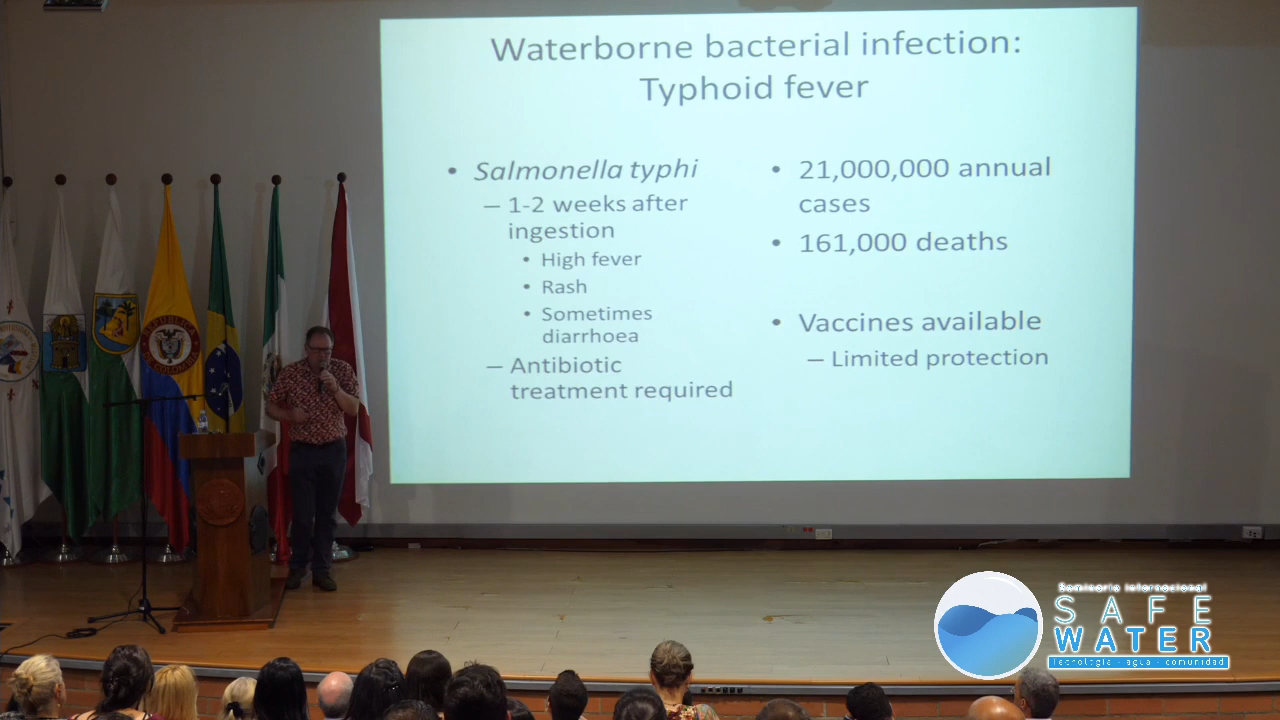 Waterborne bacterial infection:
Typhoid fever
• Salmonella typhi
– 1-2 weeks after
ingestion
• High fever
• Rash
• Sometimes
diarrhoea
– Antibiotic
treatment required
• 21,000,000 annual
cases
• 161,000 deaths
• Vaccines available
– Limited protection
Seminario internacional
SAFE
WATER
Tecnología - agua - comunidad